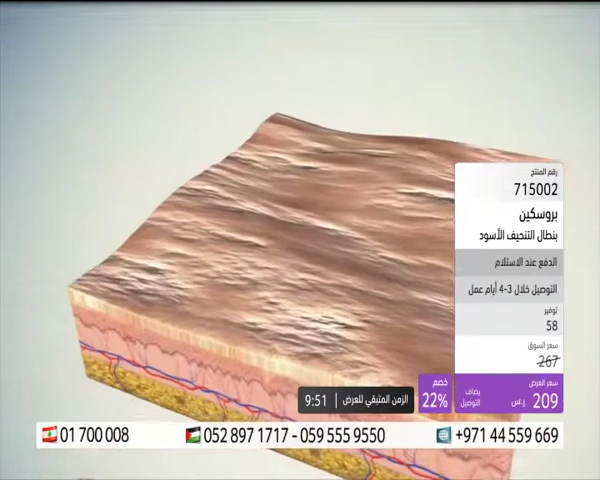 رقم المنتج
715002
بروسكين
بنطال التنحيف الأسود
الدفع عند الاستلام
التوصيل خلال 3-4 أيام عمل
توفير
58
سعر السوق
267
سعر العرض
209 ر.س
يضاف التوصيل
خصم
22%
الزمن المتبقي للعرض | 9:51
01 700 008
052 897 1717 - 059 555 9550
+971 44 559 669